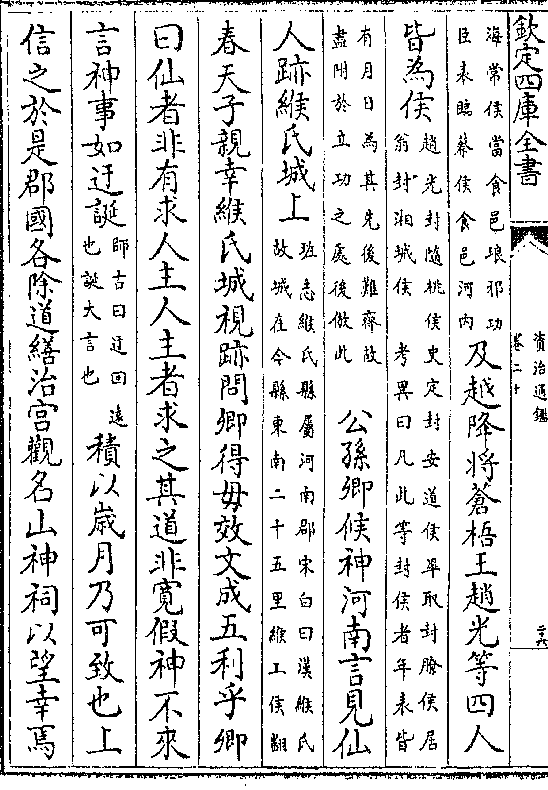 欽定四庫全書
資治通鑑
卷二十
海常侯當食邑琅邪功
臣表臨蔡侯食邑河内
及越降將蒼梧王趙光等四人
皆為侯
趙光封隨桃侯史定封安道侯畢取封膫侯居
翁封湘城侯 考異曰凡此等封侯者年表皆
有月日為其先後難齊故
盡附於立功之處後倣此
公孫卿候神河南言見仙
人跡緱氏城上
班志緱氏縣屬河南郡宋白曰漢緱氏
故城在今縣東南二十五里緱工侯翻
春天子親幸緱氏城視跡問卿得毋效文成五利乎卿
曰仙者非有求人主人主者求之其道非寛假神不來
言神事如迂誕
師古曰迂回遠
也誕大言也
積以歲月乃可致也上
信之於是郡國各除道繕治宫觀名山神祠以望幸焉